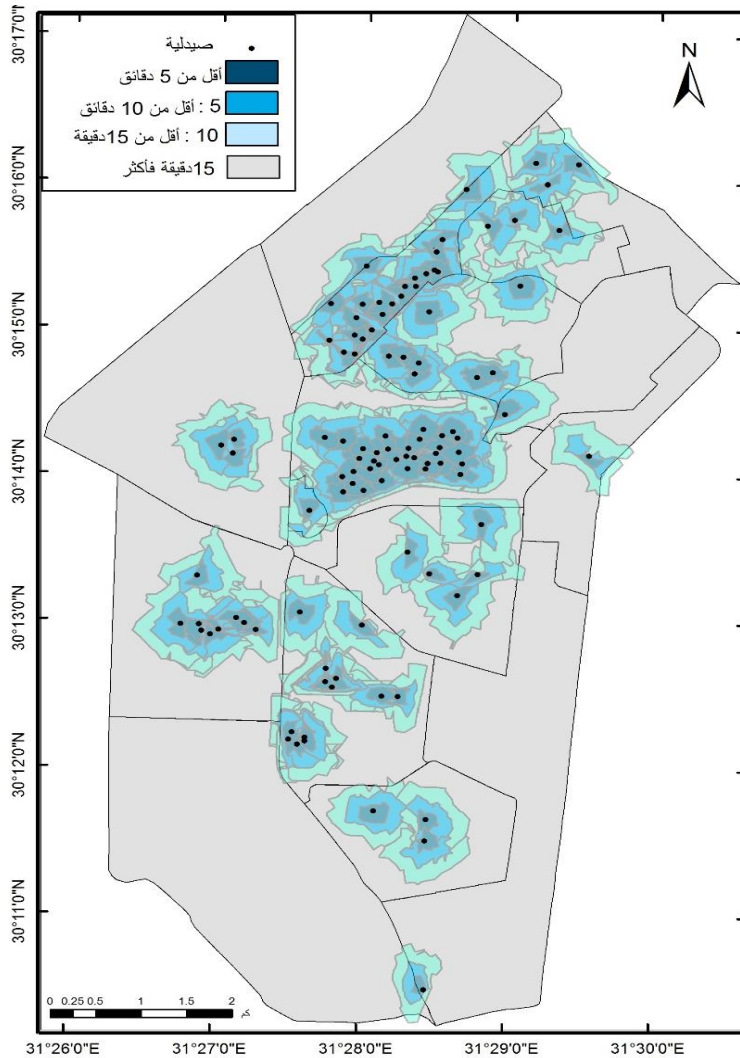 صيدلية
أقل من 5 دقائق
5 : أقل من 10 دقائق
10 : أقل من 15دقيقة
15دقيقة فأكثر
N
30°17'0"N
30°16'0"N
30°15'0"N
30°14'0"N
30°13'0"N
30°12'0"N
30°11'0"N
0 0.25 0.5 1 1.5 2
كم
31°26'0"E 31°27'0"E 31°28'0"E 31°29'0"E 31°30'0"E